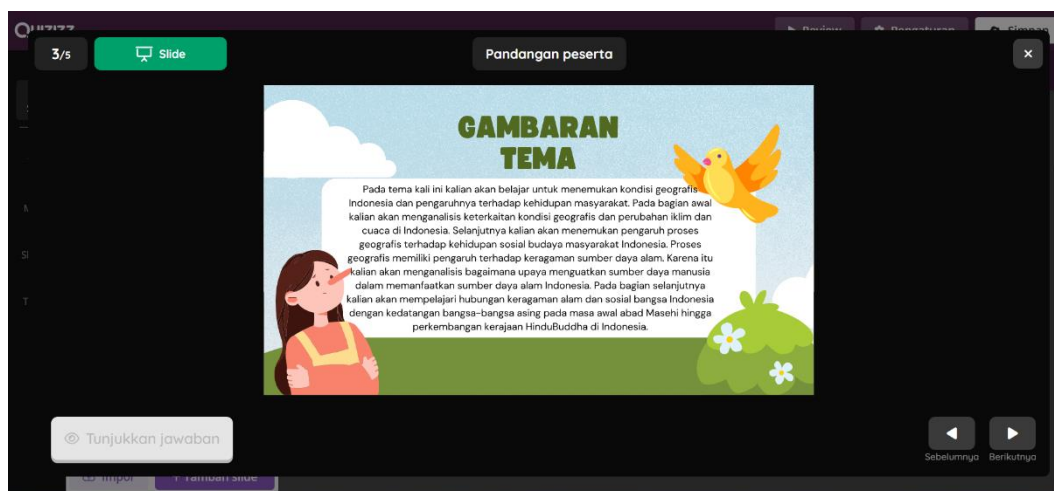 Quizizz
Review
Pengaturan
Simpan
3/5
Slide
Pandangan peserta
GAMBARAN
TEMA
Pada tema kali ini kalian akan belajar untuk menemukan kondisi geografis
Indonesia dan pengaruhnya terhadap kehidupan masyarakat. Pada bagian awal
kalian akan menganalisis keterkaitan kondisi geografis dan perubahan iklim dan
cuaca di Indonesia. Selanjutnya kalian akan menemukan pengaruh proses
geografis terhadap kehidupan sosial budaya masyarakat Indonesia. Proses
geografis memiliki pengaruh terhadap keragaman sumber daya alam. Karena itu
kalian akan menganalisis bagaimana upaya menguatkan sumber daya manusia
dalam memanfaatkan sumber daya alam Indonesia. Pada bagian selanjutnya
kalian akan mempelajari hubungan keragaman alam dan sosial bangsa Indonesia
dengan kedatangan bangsa-bangsa asing pada masa awal abad Masehi hingga
perkembangan kerajaan HinduBuddha di Indonesia.
Tunjukkan jawaban
Sebelumnya
Berikutnya
Impor
+ Tambah slide